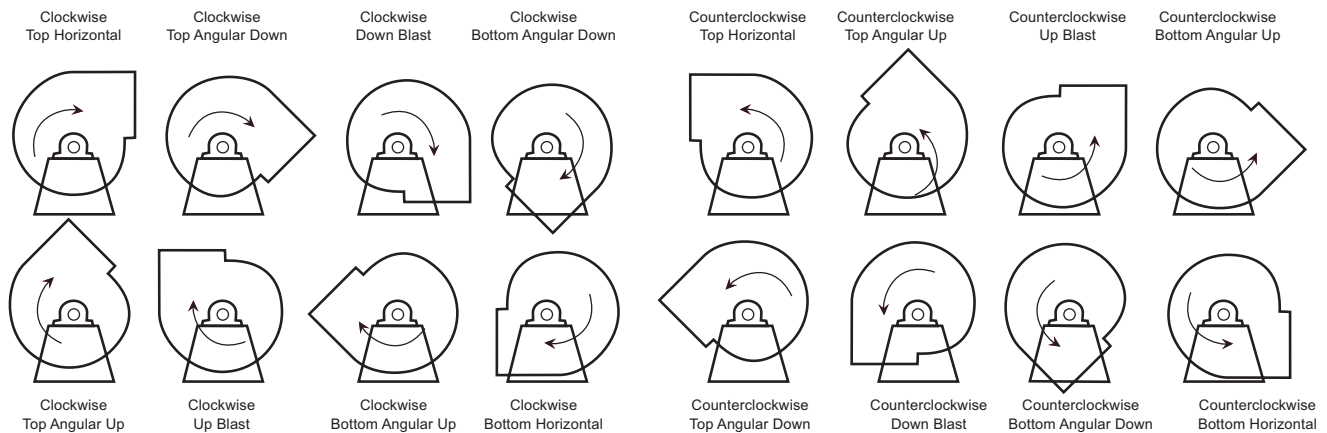 Clockwise
Top Horizontal
Clockwise
Top Angular Down
Clockwise
Down Blast
Clockwise
Bottom Angular Down
Counterclockwise
Top Horizontal
Counterclockwise
Top Angular Up
Counterclockwise
Up Blast
Counterclockwise
Bottom Angular Up
Clockwise
Top Angular Up
Clockwise
Up Blast
Clockwise
Bottom Angular Up
Clockwise
Bottom Horizontal
Counterclockwise
Top Angular Down
Counterclockwise
Down Blast
Counterclockwise
Bottom Angular Down
Counterclockwise
Bottom Horizontal